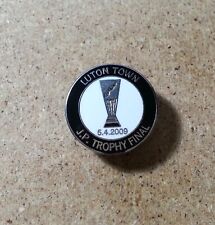 LUTON TOWN
5.4.2009
J.P. TROPHY FINAL